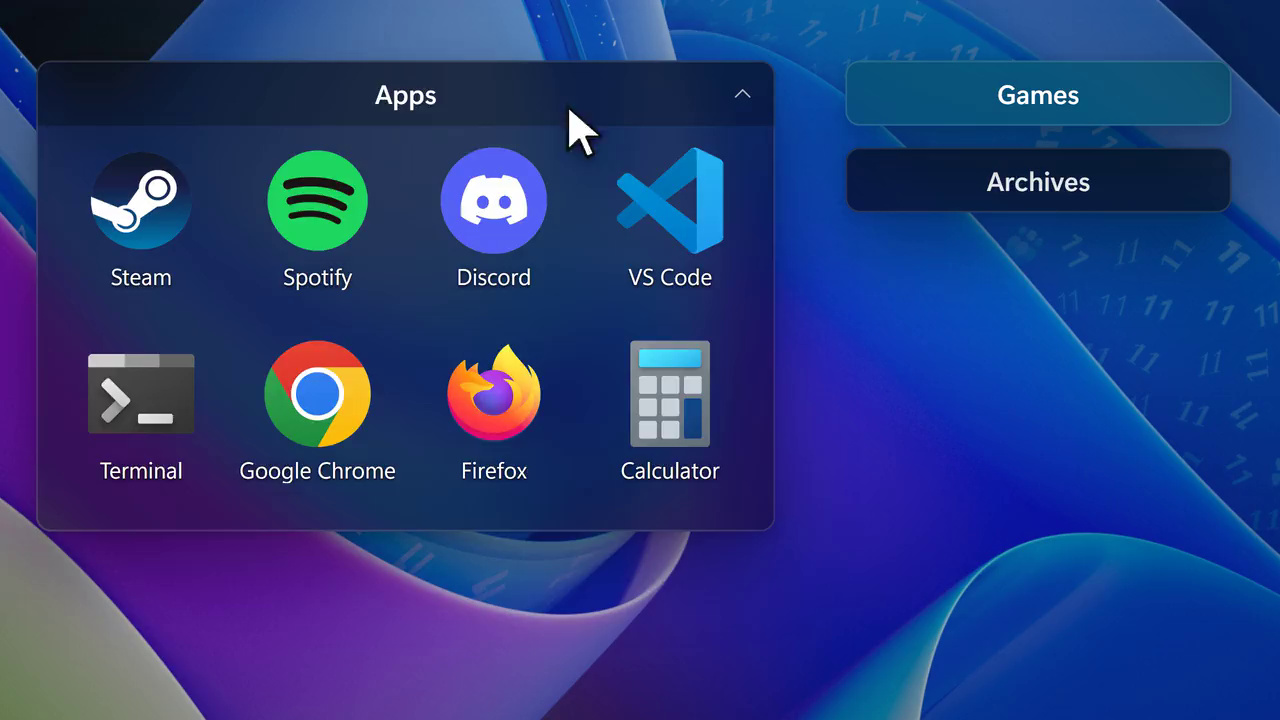 Apps
Steam
Spotify
Discord
VS Code
Terminal
Google Chrome
Firefox
Calculator
Games
Archives